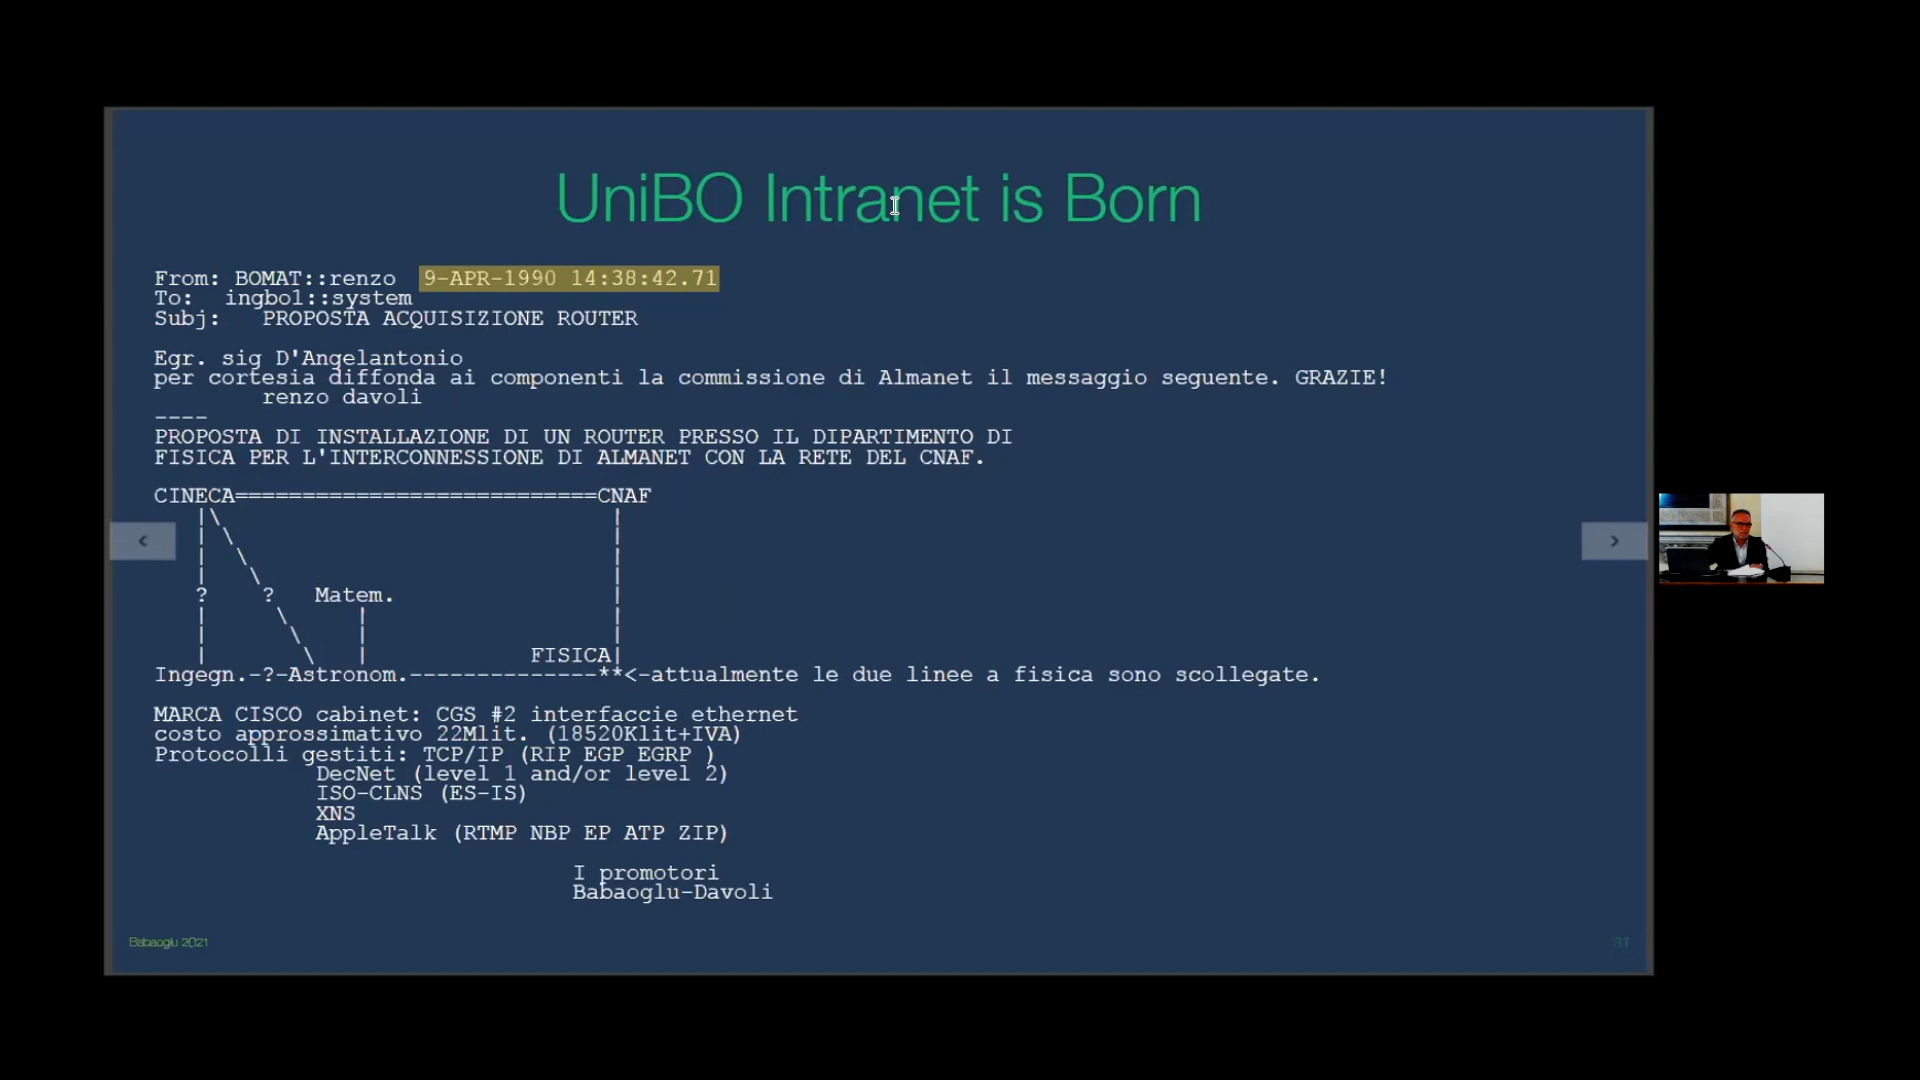 UniBO Intranet is Born
From: BOMAT::renzo  9-APR-1990 14:38:42.71
To:  ingbo1::system
Subj:   PROPOSTA ACQUISIZIONE ROUTER
Egr. sig D'Angelantonio
per cortesia diffonda ai componenti la commissione di Almanet il messaggio seguente. GRAZIE!
        renzo davoli
----
PROPOSTA DI INSTALLAZIONE DI UN ROUTER PRESSO IL DIPARTIMENTO DI
FISICA PER L'INTERCONNESSIONE DI ALMANET CON LA RETE DEL CNAF.
CINECA===========================CNAF
?    ?   Matem.
FISICA|
Ingegn.-?-Astronom.--------------**<-attualmente le due linee a fisica sono scollegate.
MARCA CISCO cabinet: CGS #2 interfaccie ethernet
costo approssimativo 22Mlit. (18520Klit+IVA)
Protocolli gestiti: TCP/IP (RIP EGP EGRP )
            DecNet (level 1 and/or level 2)
            ISO-CLNS (ES-IS)
            XNS
            AppleTalk (RTMP NBP EP ATP ZIP)
I promotori
Babaoglu-Davoli
Babaoglu 2021
37